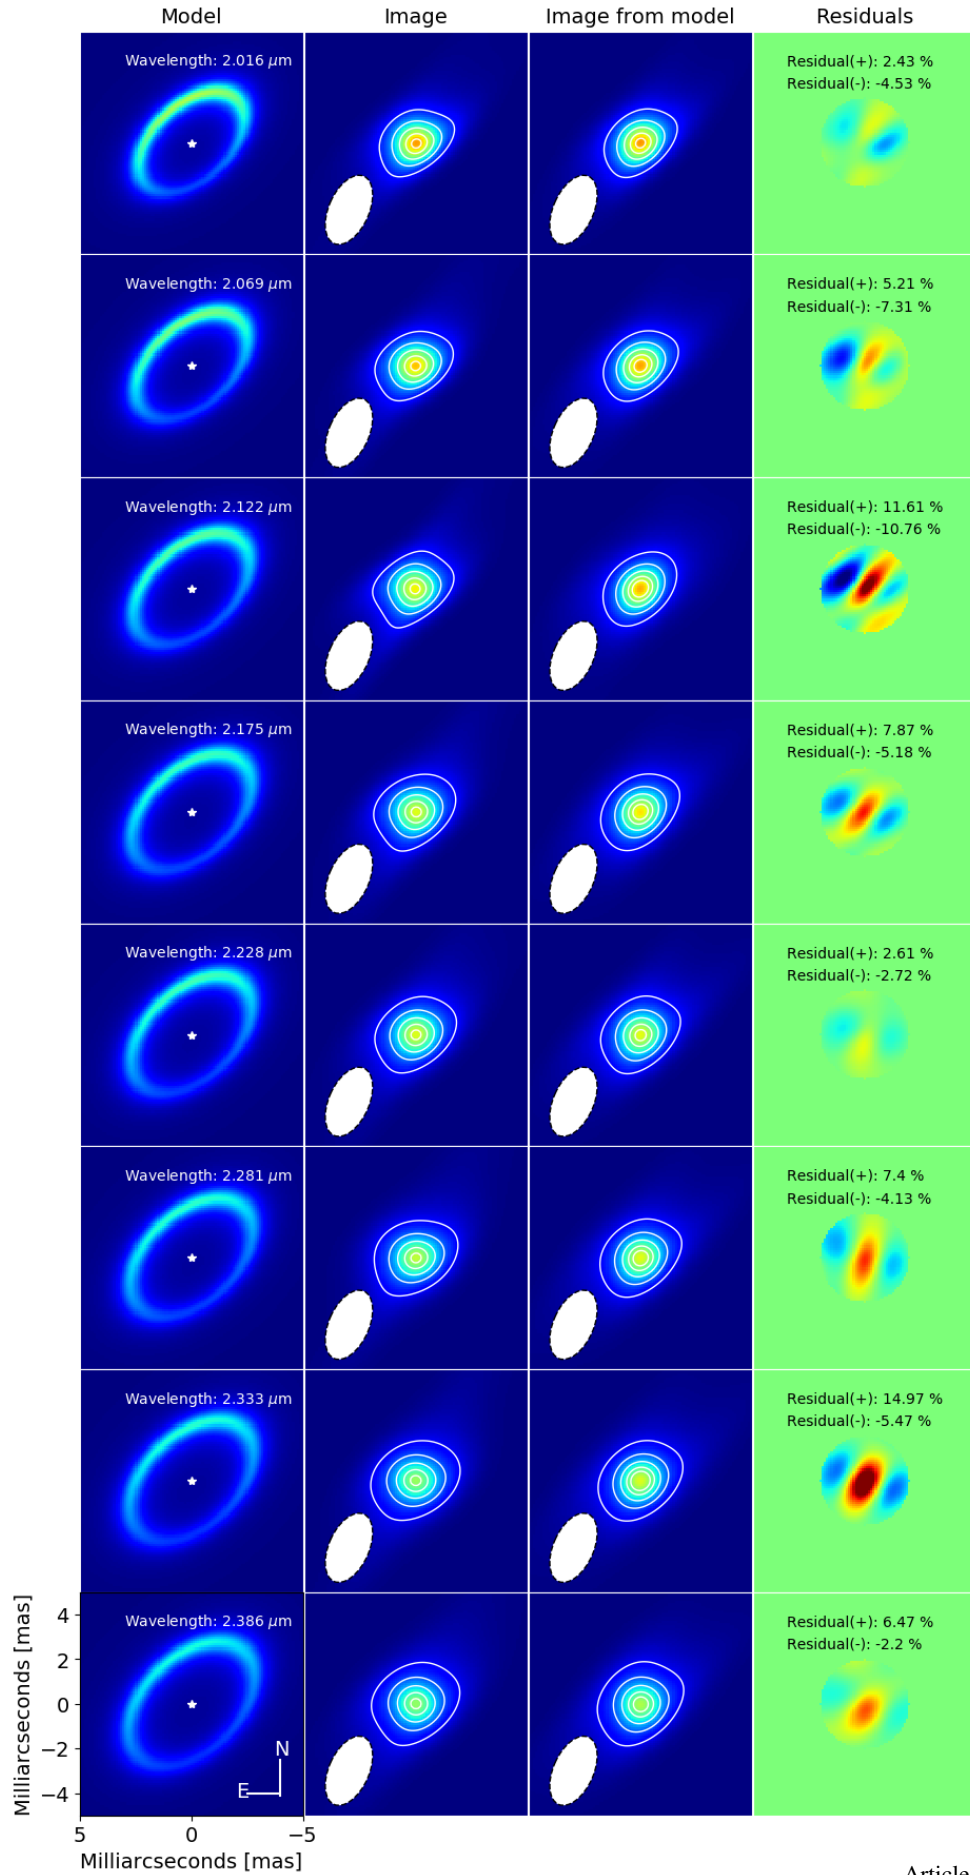 Model Image Image from model Residuals
Wavelength: 2.016 μm
Residual(+): 2.43 %
Residual(-): -4.53 %
Wavelength: 2.069 μm
Residual(+): 5.21 %
Residual(-): -7.31 %
Wavelength: 2.122 μm
Residual(+): 11.61 %
Residual(-): -10.76 %
Wavelength: 2.175 μm
Residual(+): 7.87 %
Residual(-): -5.18 %
Wavelength: 2.228 μm
Residual(+): 2.61 %
Residual(-): -2.72 %
Wavelength: 2.281 μm
Residual(+): 7.4 %
Residual(-): -4.13 %
Wavelength: 2.333 μm
Residual(+): 14.97 %
Residual(-): -5.47 %
Wavelength: 2.386 μm
Residual(+): 6.47 %
Residual(-): -2.2 %
Milliarcseconds [mas]
4
2
0
−2
−4
N
E
5 0 −5
Milliarcseconds [mas]
Article